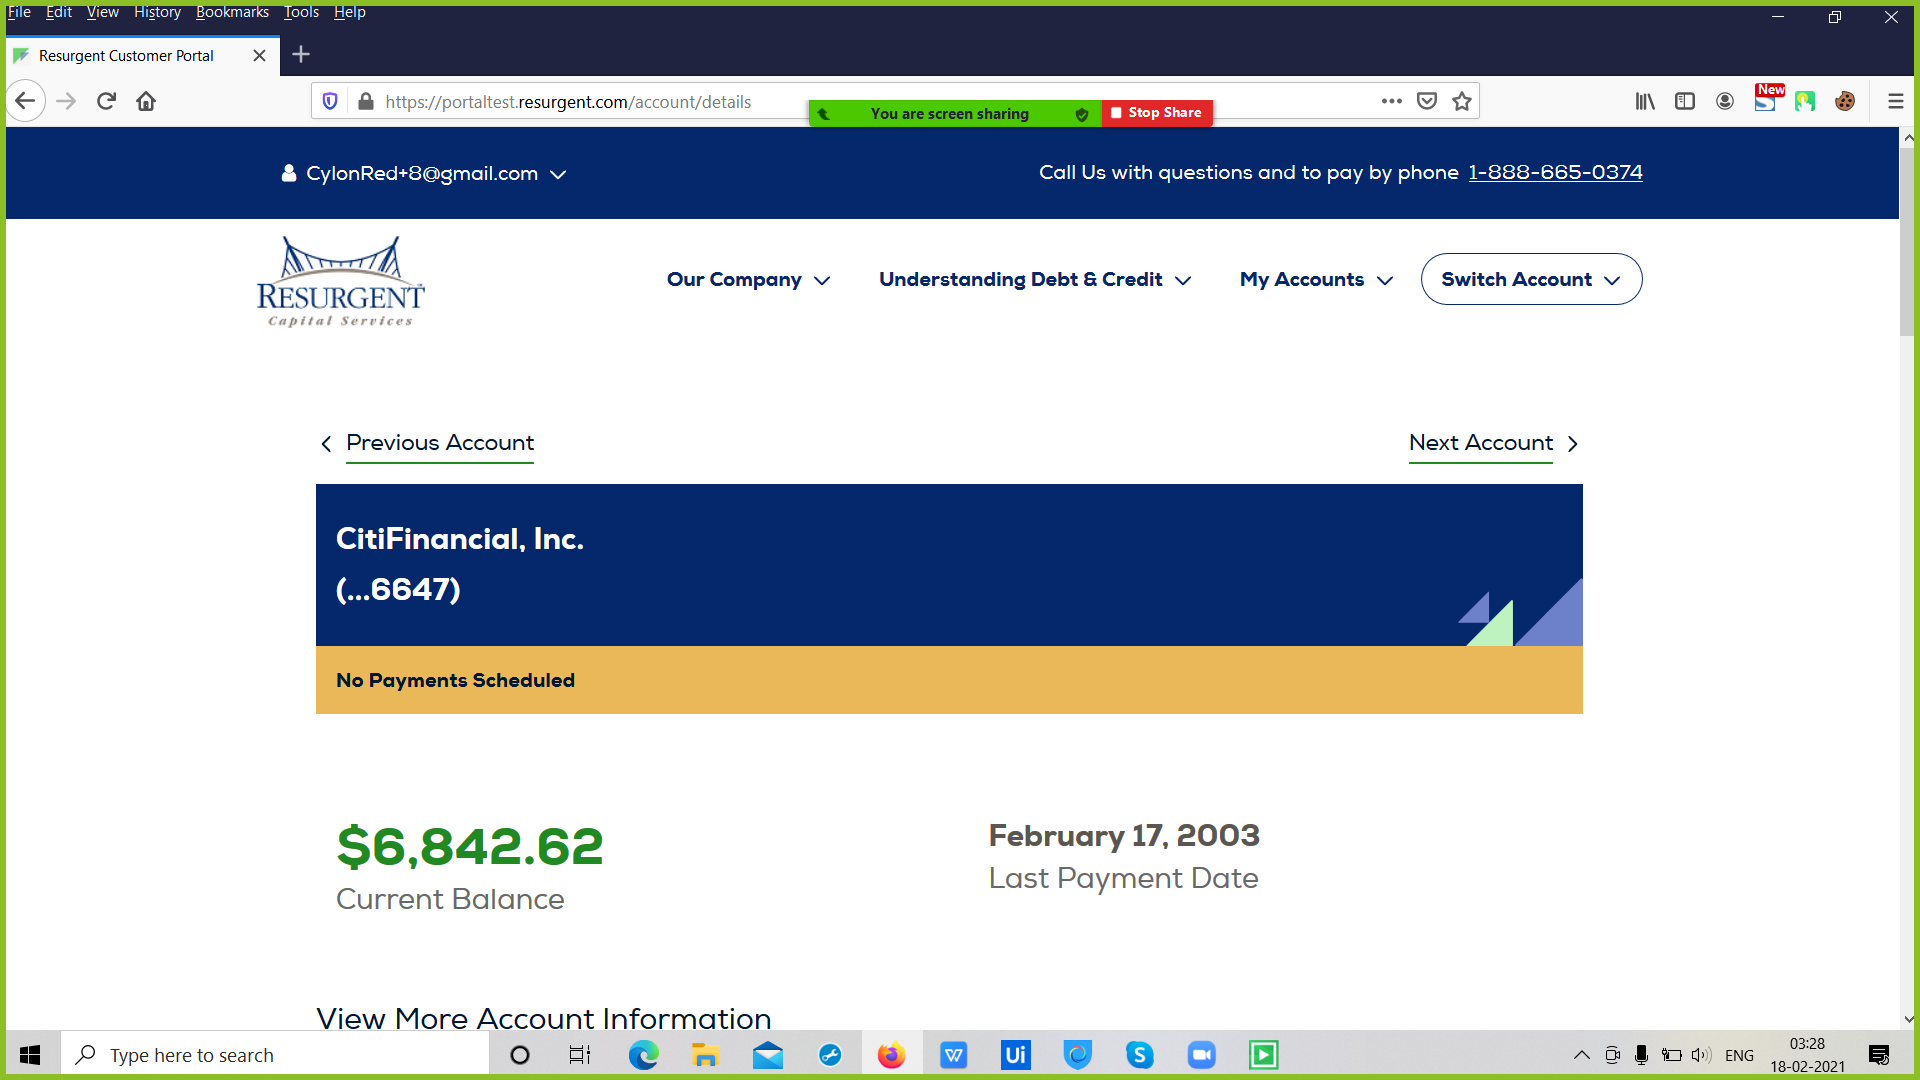 File Edit View History Bookmarks Tools Help
Resurgent Customer Portal
https://portaltest.resurgent.com/account/details
You are screen sharing
Stop Share
New
CylonRed+8@gmail.com
Call Us with questions and to pay by phone 1-888-665-0374
RESURGENT
Capital Services
Our Company
Understanding Debt & Credit
My Accounts
Switch Account
Previous Account
Next Account
CitiFinancial, Inc.
(...6647)
No Payments Scheduled
$6,842.62
Current Balance
February 17, 2003
Last Payment Date
View More Account Information
Type here to search
W
Ui
S
ENG
03:28
18-02-2021